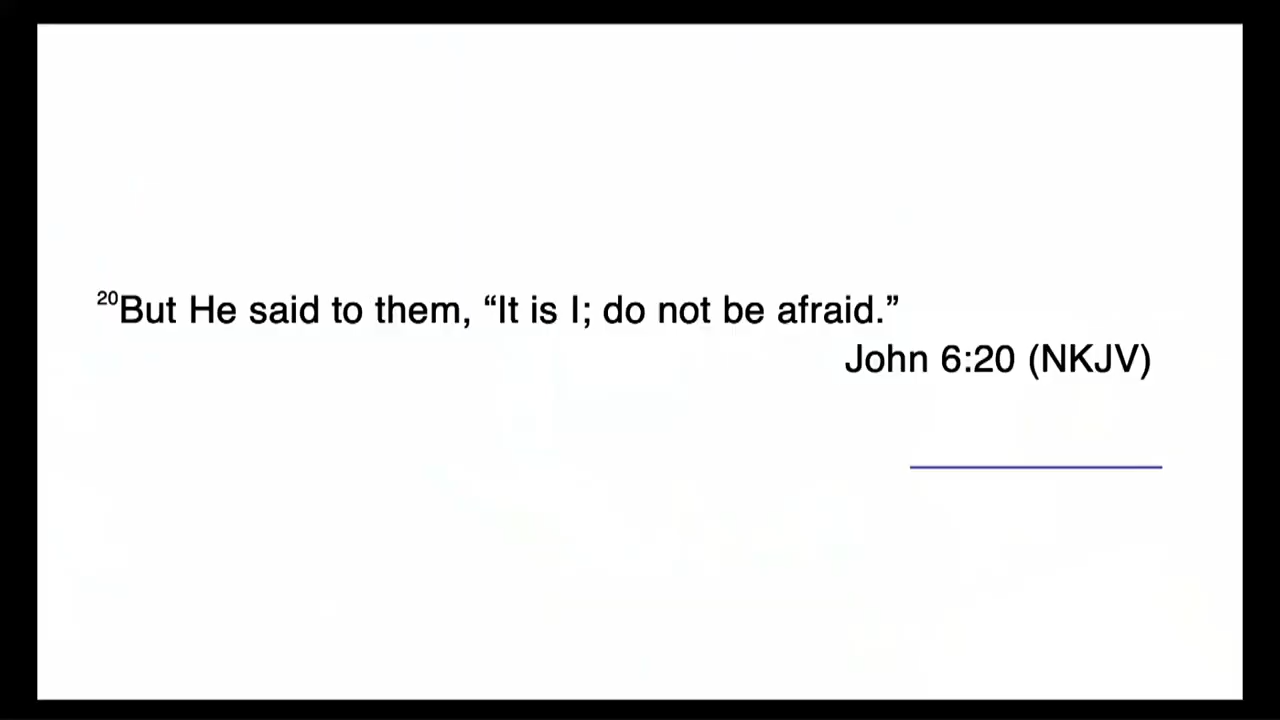 20But He said to them, “It is I; do not be afraid.”
John 6:20 (NKJV)